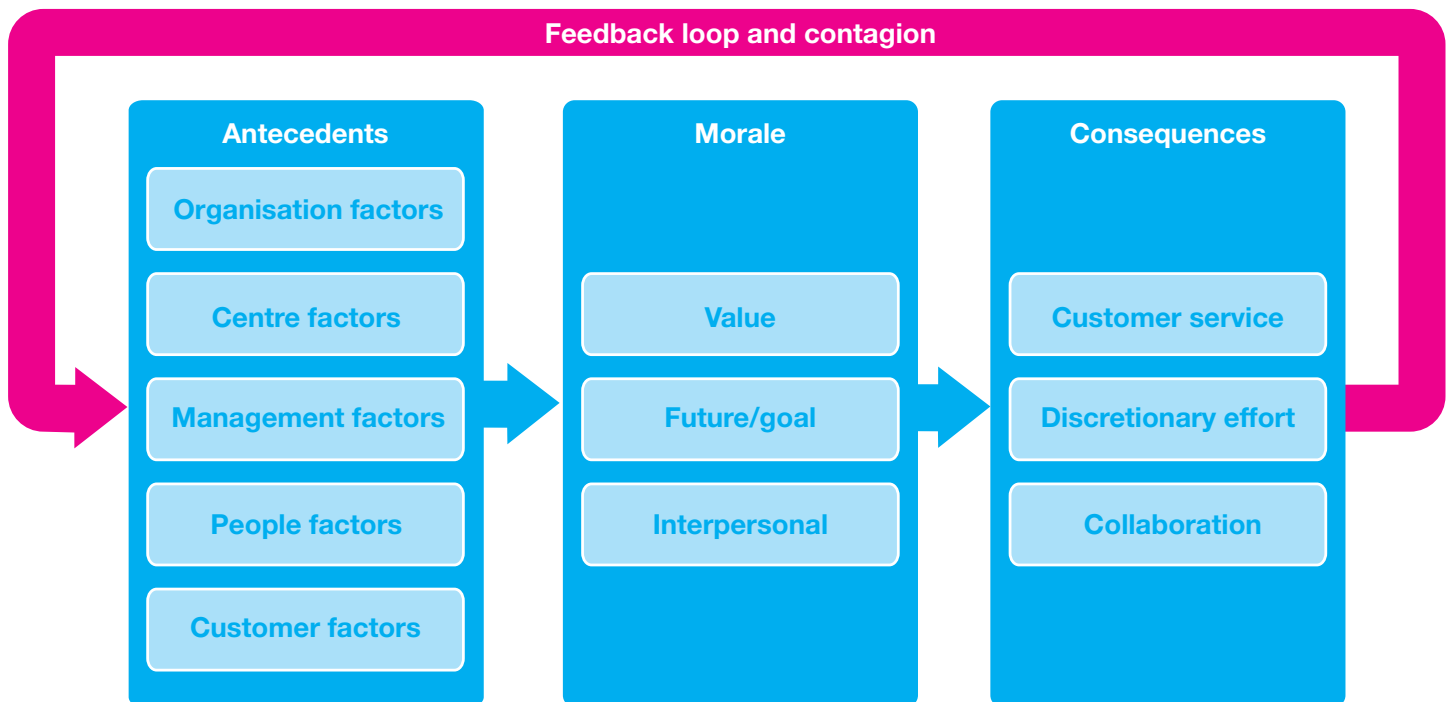 Feedback loop and contagion
Antecedents
Organisation factors
Centre factors
Management factors
People factors
Customer factors
Morale
Value
Future/goal
Interpersonal
Consequences
Customer service
Discretionary effort
Collaboration